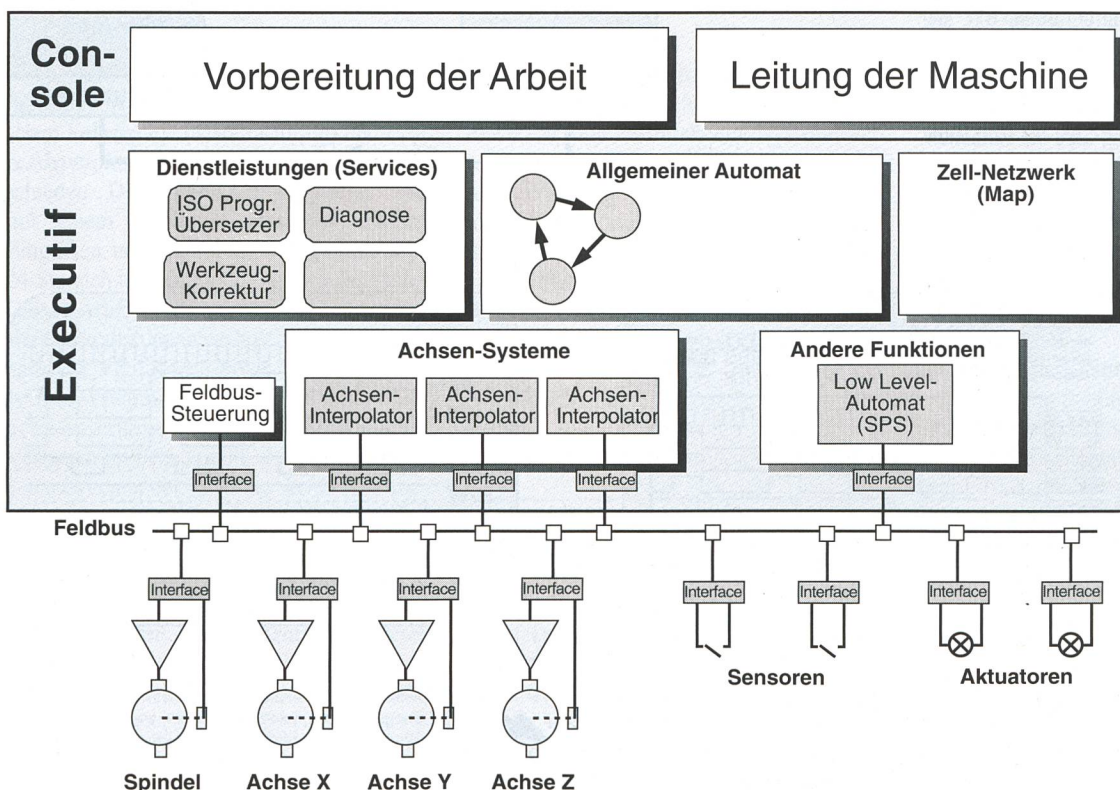 Con-
sole
Vorbereitung der Arbeit
Leitung der Maschine
Executif
Dienstleistungen (Services)
ISO Progr.
Übersetzer
Diagnose
Werkzeug-
Korrektur
Allgemeiner Automat
Zell-Netzwerk
(Map)
Feldbus-
Steuerung
Achsen-Systeme
Achsen-
Interpolator
Achsen-
Interpolator
Achsen-
Interpolator
Andere Funktionen
Low Level-
Automat
(SPS)
Interface
Interface
Interface
Interface
Interface
Feldbus
Interface
Interface
Interface
Interface
Interface
Interface
Interface
Interface
Sensoren
Aktuatoren
Spindel
Achse X
Achse Y
Achse Z